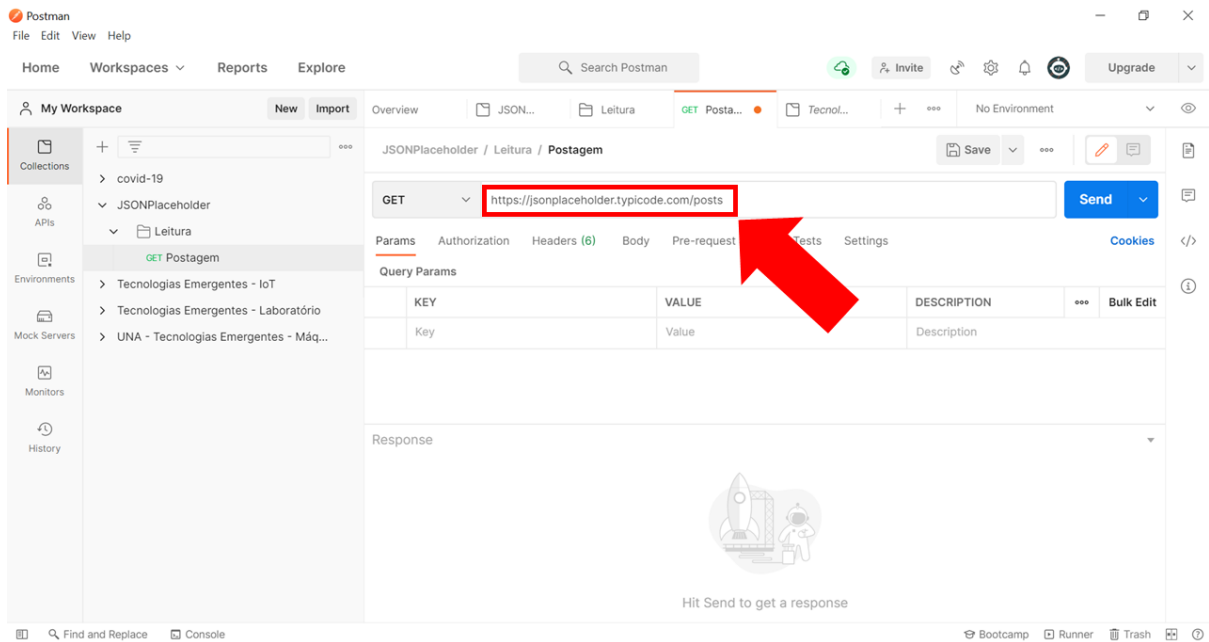 Postman
File Edit View Help
Home Workspaces Reports Explore Search Postman Invite Upgrade
My Workspace New Import Overview JSON... Leitura GET Posta... Tecnol... No Environment
Collections
APIs
Environments
Mock Servers
Monitors
History
covid-19
JSONPlaceholder
Leitura
GET Postagem
Tecnologias Emergentes - IoT
Tecnologias Emergentes - Laboratório
UNA - Tecnologias Emergentes - Máq...
JSONPlaceholder / Leitura / Postagem Save
GET https://jsonplaceholder.typicode.com/posts Send
Params Authorization Headers (6) Body Pre-request Tests Settings Cookies
Query Params
KEY VALUE DESCRIPTION Bulk Edit
Key Value Description
Response
Hit Send to get a response
Find and Replace Console Bootcamp Runner Trash